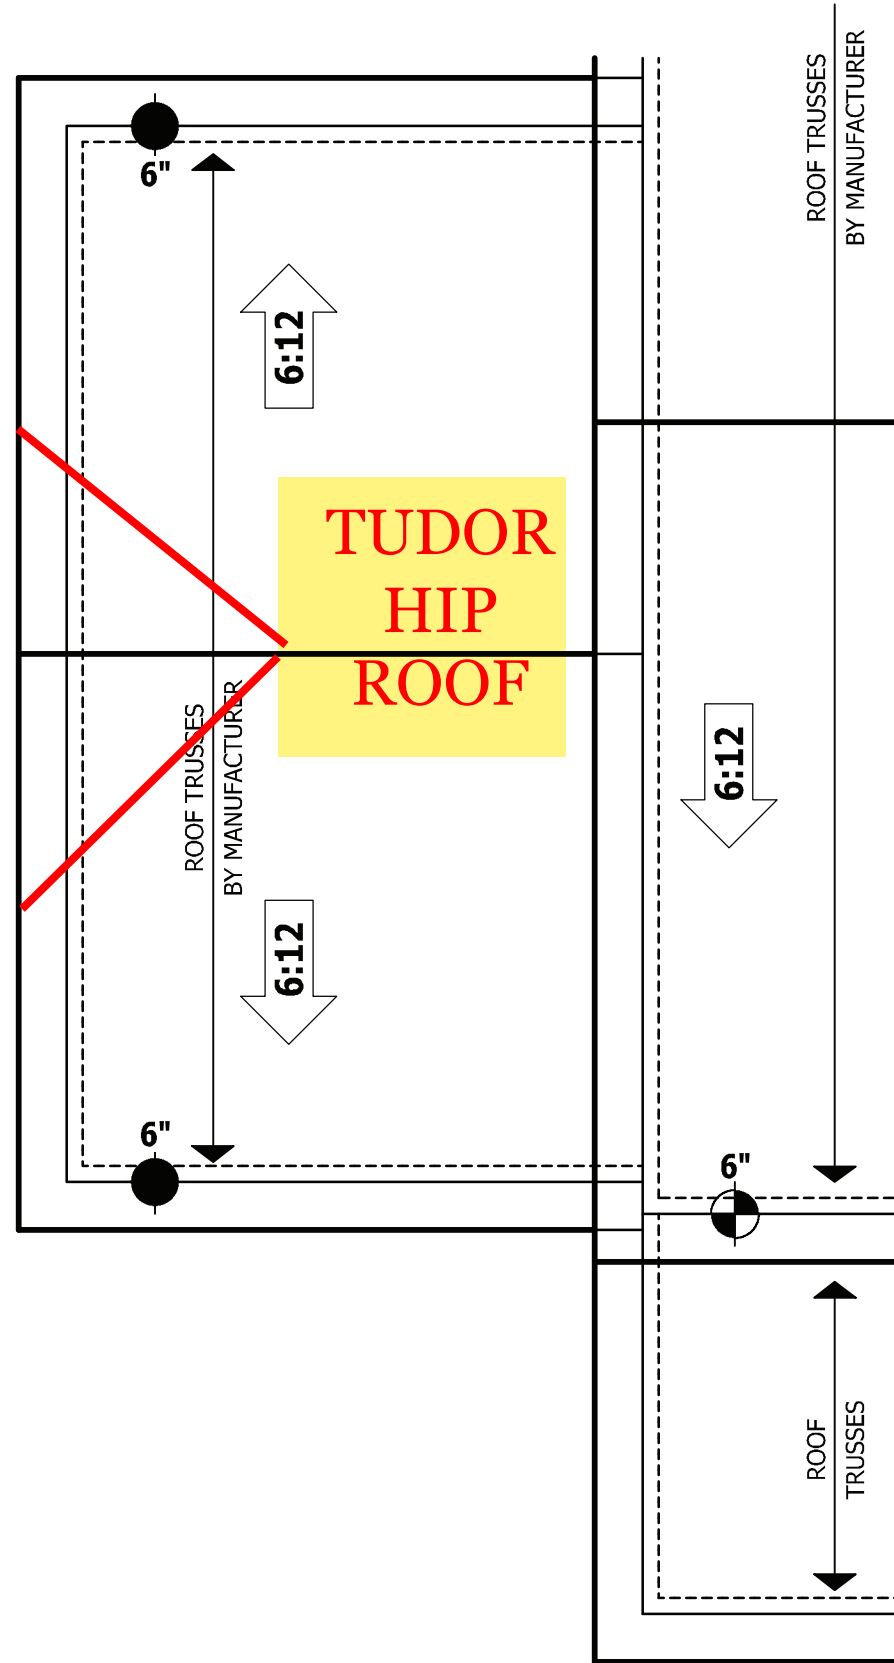 ROOF TRUSSES
BY MANUFACTURER
6"
6:12
TUDOR
HIP
ROOF
ROOF TRUSSES
BY MANUFACTURER
6:12
6:12
6"
6"
ROOF
TRUSSES